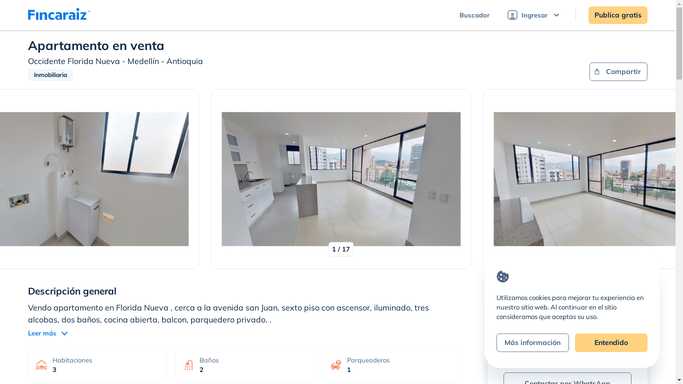 Fincaraiz
Buscador
Ingresar
Publica gratis
Apartamento en venta
Occidente Florida Nueva - Medellín - Antioquia
Inmobiliaria
Compartir
1 / 17
Descripción general
Vendo apartamento en Florida Nueva , cerca a la avenida san Juan, sexto piso con ascensor, iluminado, tres
alcobas, dos baños, cocina abierta, balcon, parquedero privado, .
Leer más
Habitaciones
3
Baños
2
Parqueaderos
1
Utilizamos cookies para mejorar tu experiencia en
nuestro sitio web. Al continuar en el sitio
consideramos que aceptas su uso.
Más información
Entendido
Contactar por WhatsApp